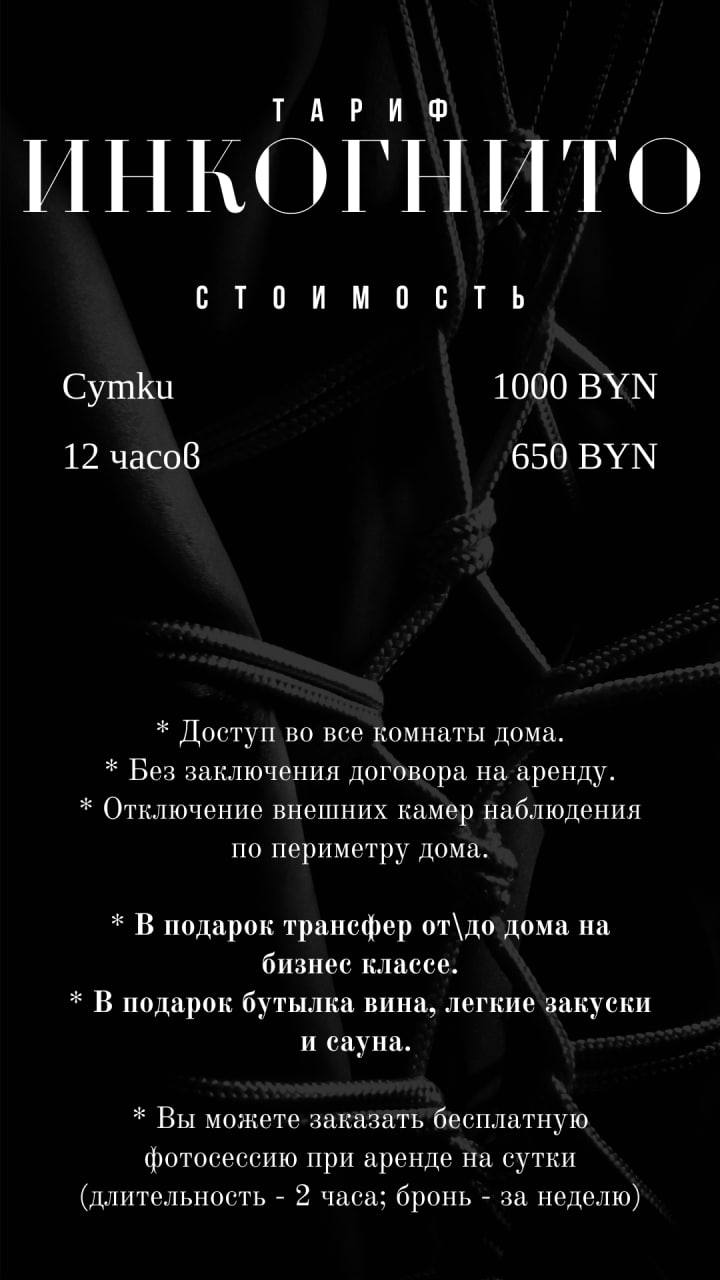 ТАРИФ
ИНКОГНИТО
СТОИМОСТЬ
Сутки 1000 BYN
12 часов 650 BYN
* Доступ во все комнаты дома.
* Без заключения договора на аренду.
* Отключение внешних камер наблюдения
по периметру дома.
* В подарок трансфер от\до дома на
бизнес классе.
* В подарок бутылка вина, легкие закуски
и сауна.
* Вы можете заказать бесплатную
фотосессию при аренде на сутки
(длительность - 2 часа; бронь - за неделю)